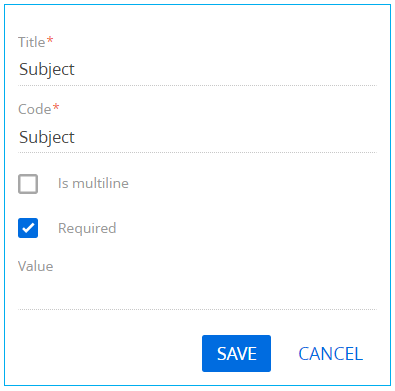 Title*
Subject
Code*
Subject
Is multiline
Required
Value
SAVE CANCEL